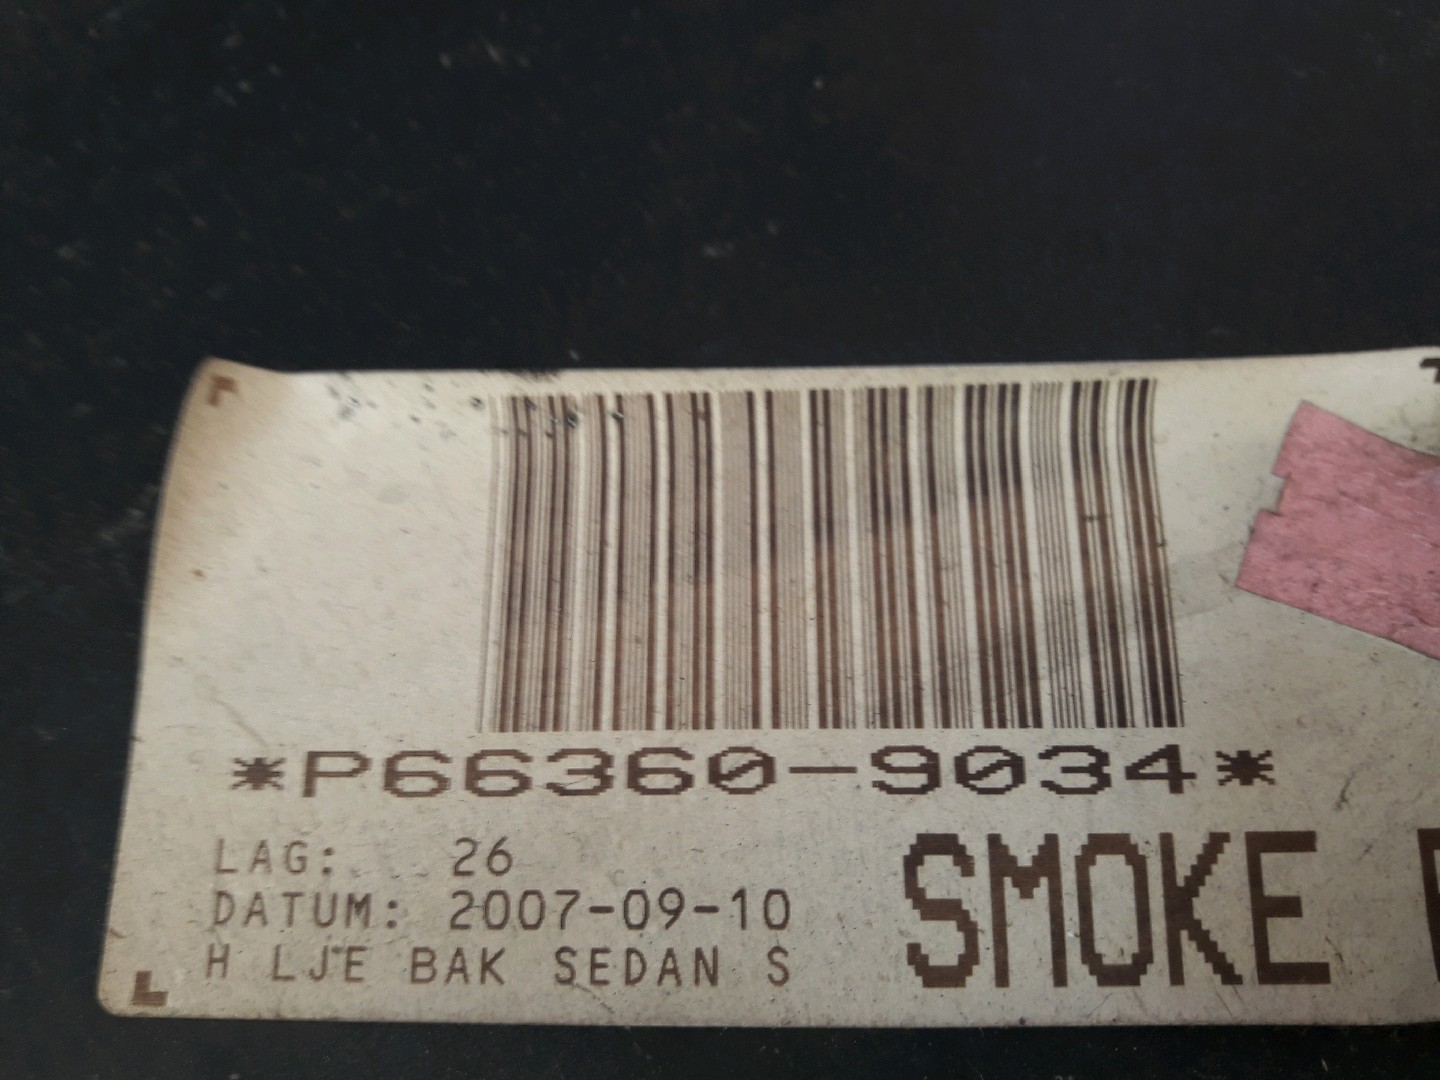 *P66360-9034*
LAG: 26
DATUM: 2007-09-10
H LJE BAK SEDAN S
SMOKE